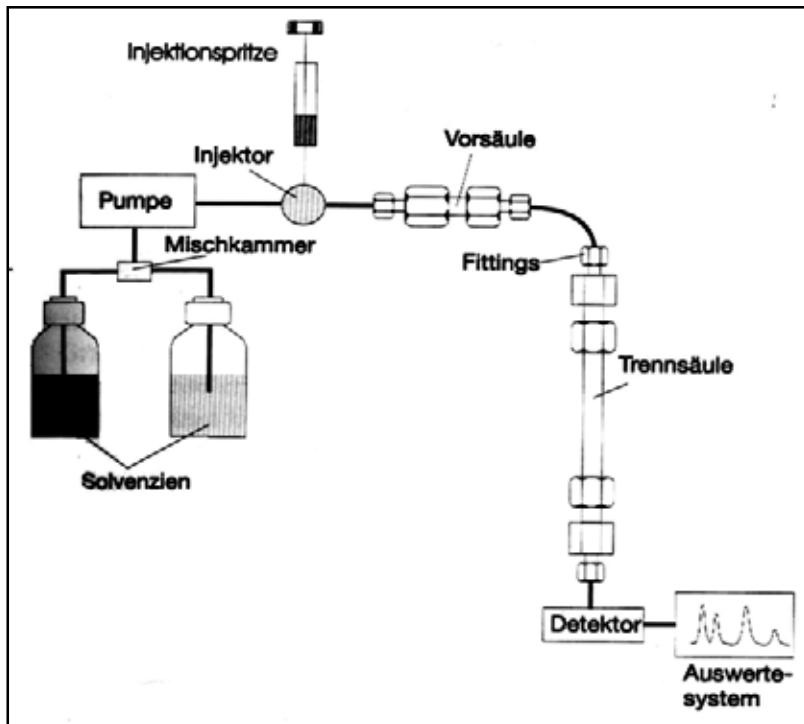 Injektionspritze
Injektor
Vorsäule
Pumpe
Mischkammer
Fittings
Trennsäule
Solvenzien
Detektor
Auswerte-
system